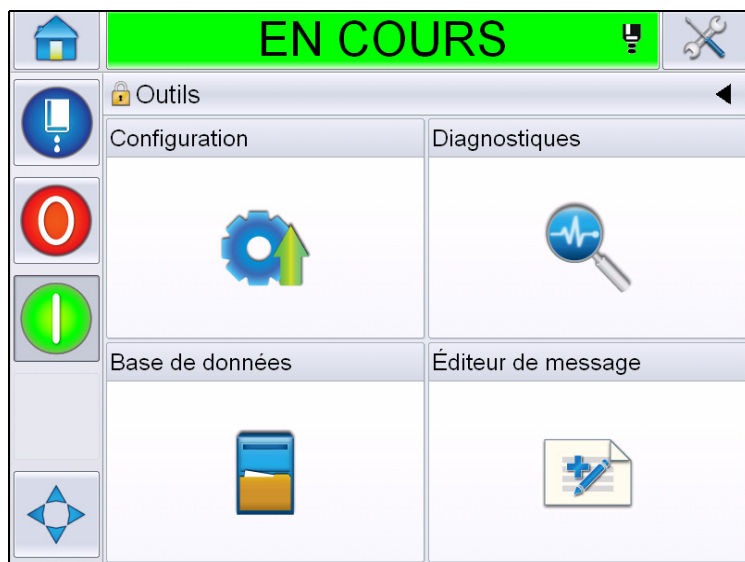 EN COURS
Outils
Configuration
Diagnostiques
Base de données
Éditeur de message